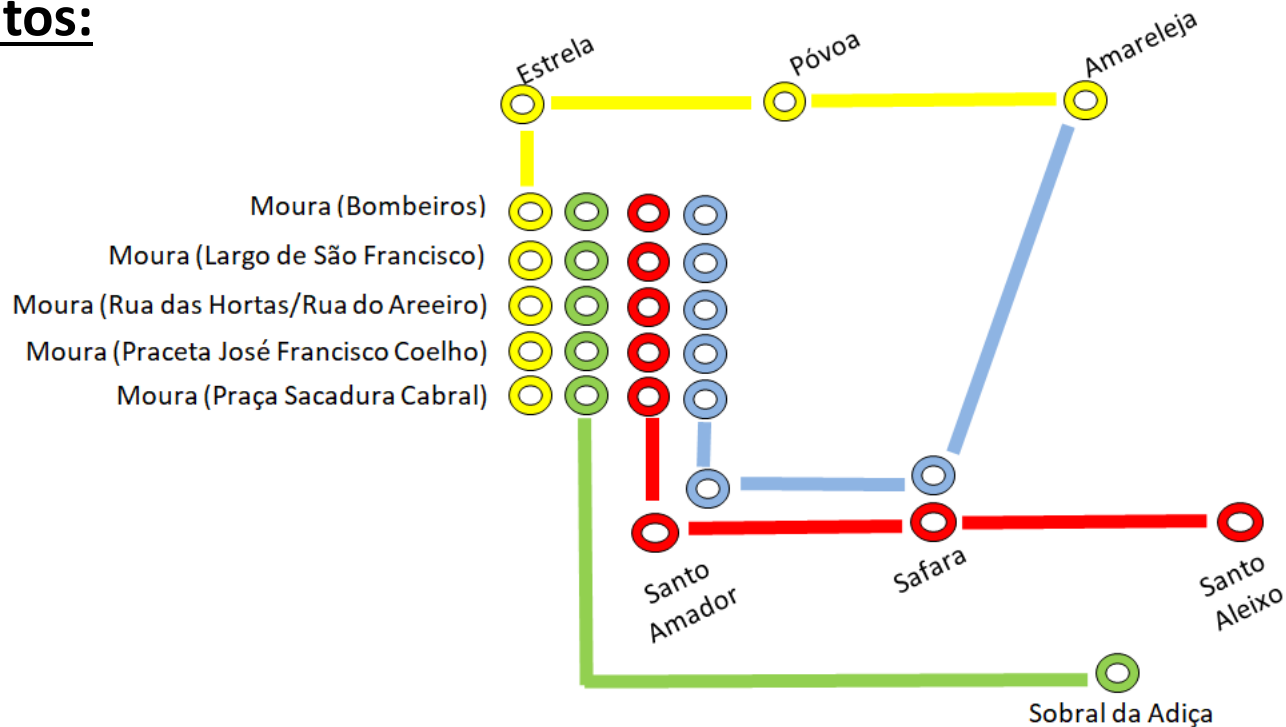 tos:
Estrela
Póvoa
Amareleja
Moura (Bombeiros)
Moura (Largo de São Francisco)
Moura (Rua das Hortas/Rua do Areeiro)
Moura (Praceta José Francisco Coelho)
Moura (Praça Sacadura Cabral)
Santo
Amador
Safara
Santo
Aleixo
Sobral da Adiça